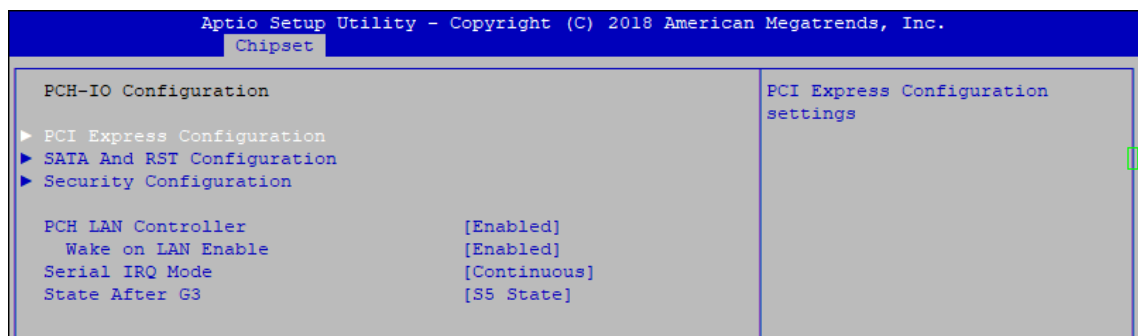 Aptio Setup Utility – Copyright (C) 2018 American Megatrends, Inc.
Chipset
PCH-IO Configuration
► PCI Express Configuration
► SATA And RST Configuration
► Security Configuration
PCH LAN Controller [Enabled]
Wake on LAN Enable [Enabled]
Serial IRQ Mode [Continuous]
State After G3 [S5 State]
PCI Express Configuration
settings